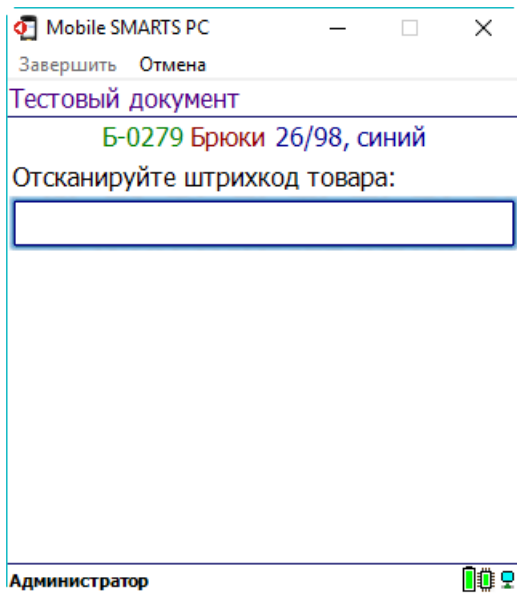 Mobile SMARTS PC
Завершить Отмена
Тестовый документ
Б-0279 Брюки 26/98, синий
Отсканируйте штрихкод товара:
Администратор